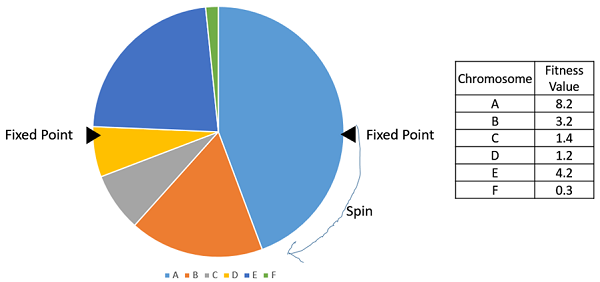 Fixed Point
Fixed Point
Spin
A B C D E F
Chromosome Fitness Value
A 8.2
B 3.2
C 1.4
D 1.2
E 4.2
F 0.3